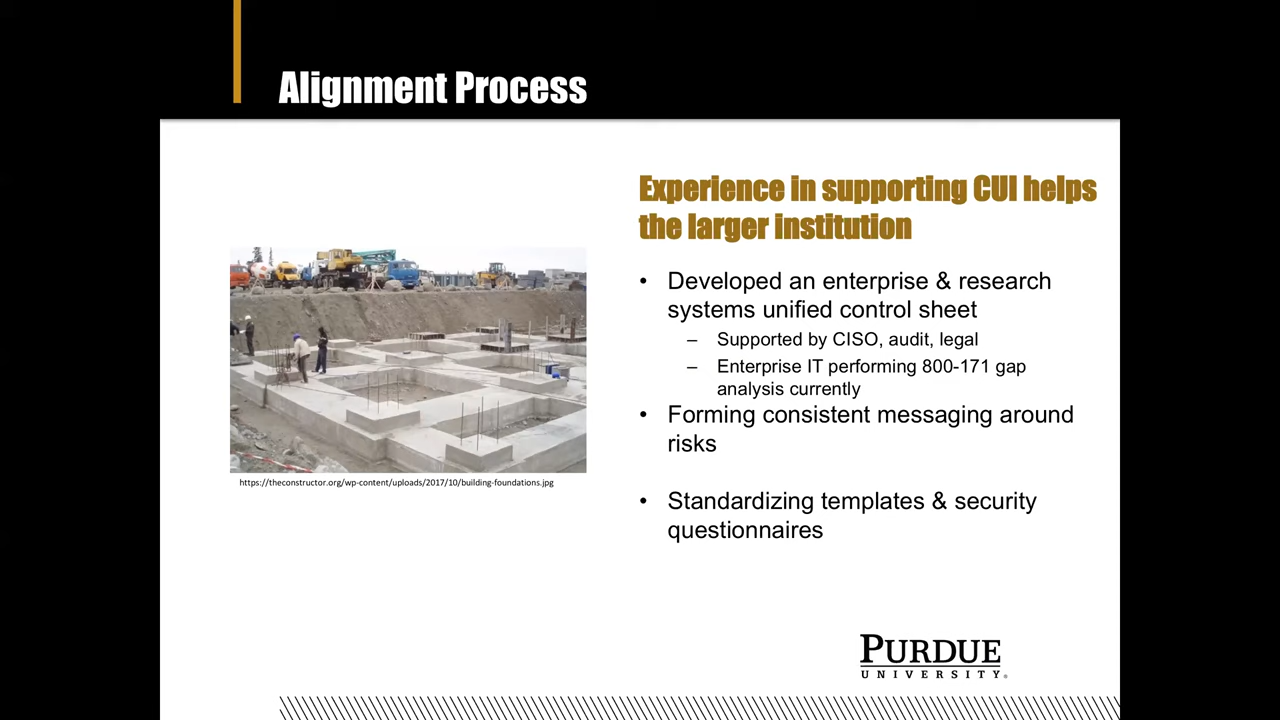 Alignment Process
Experience in supporting CUI helps
the larger institution
• Developed an enterprise & research
systems unified control sheet
– Supported by CISO, audit, legal
– Enterprise IT performing 800-171 gap
analysis currently
• Forming consistent messaging around
risks
• Standardizing templates & security
questionnaires
https://theconstructor.org/wp-content/uploads/2017/10/building-foundations.jpg
PURDUE
UNIVERSITY®